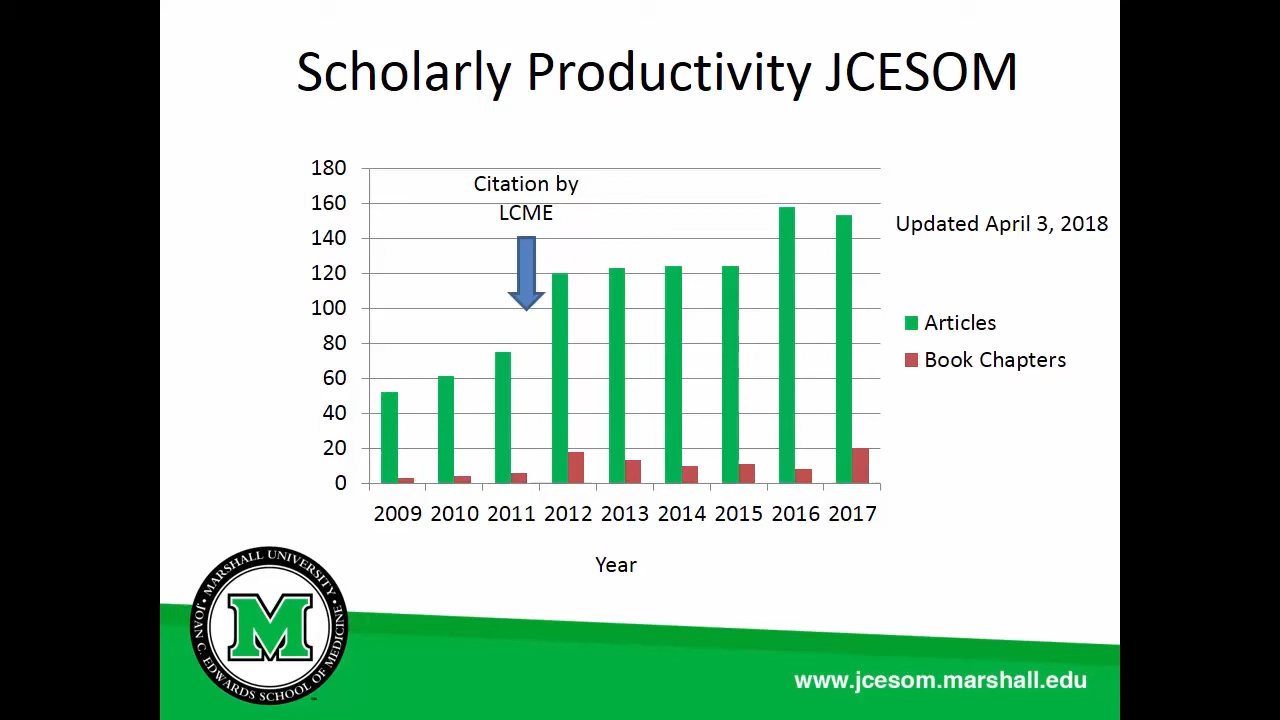 Scholarly Productivity JCESOM
180
160
140
120
100
80
60
40
20
0
Citation by
LCME
Updated April 3, 2018
Articles
Book Chapters
2009 2010 2011 2012 2013 2014 2015 2016 2017
Year
MARSHALL UNIVERSITY
M
JOAN C. EDWARDS SCHOOL OF MEDICINE
www.jcesom.marshall.edu